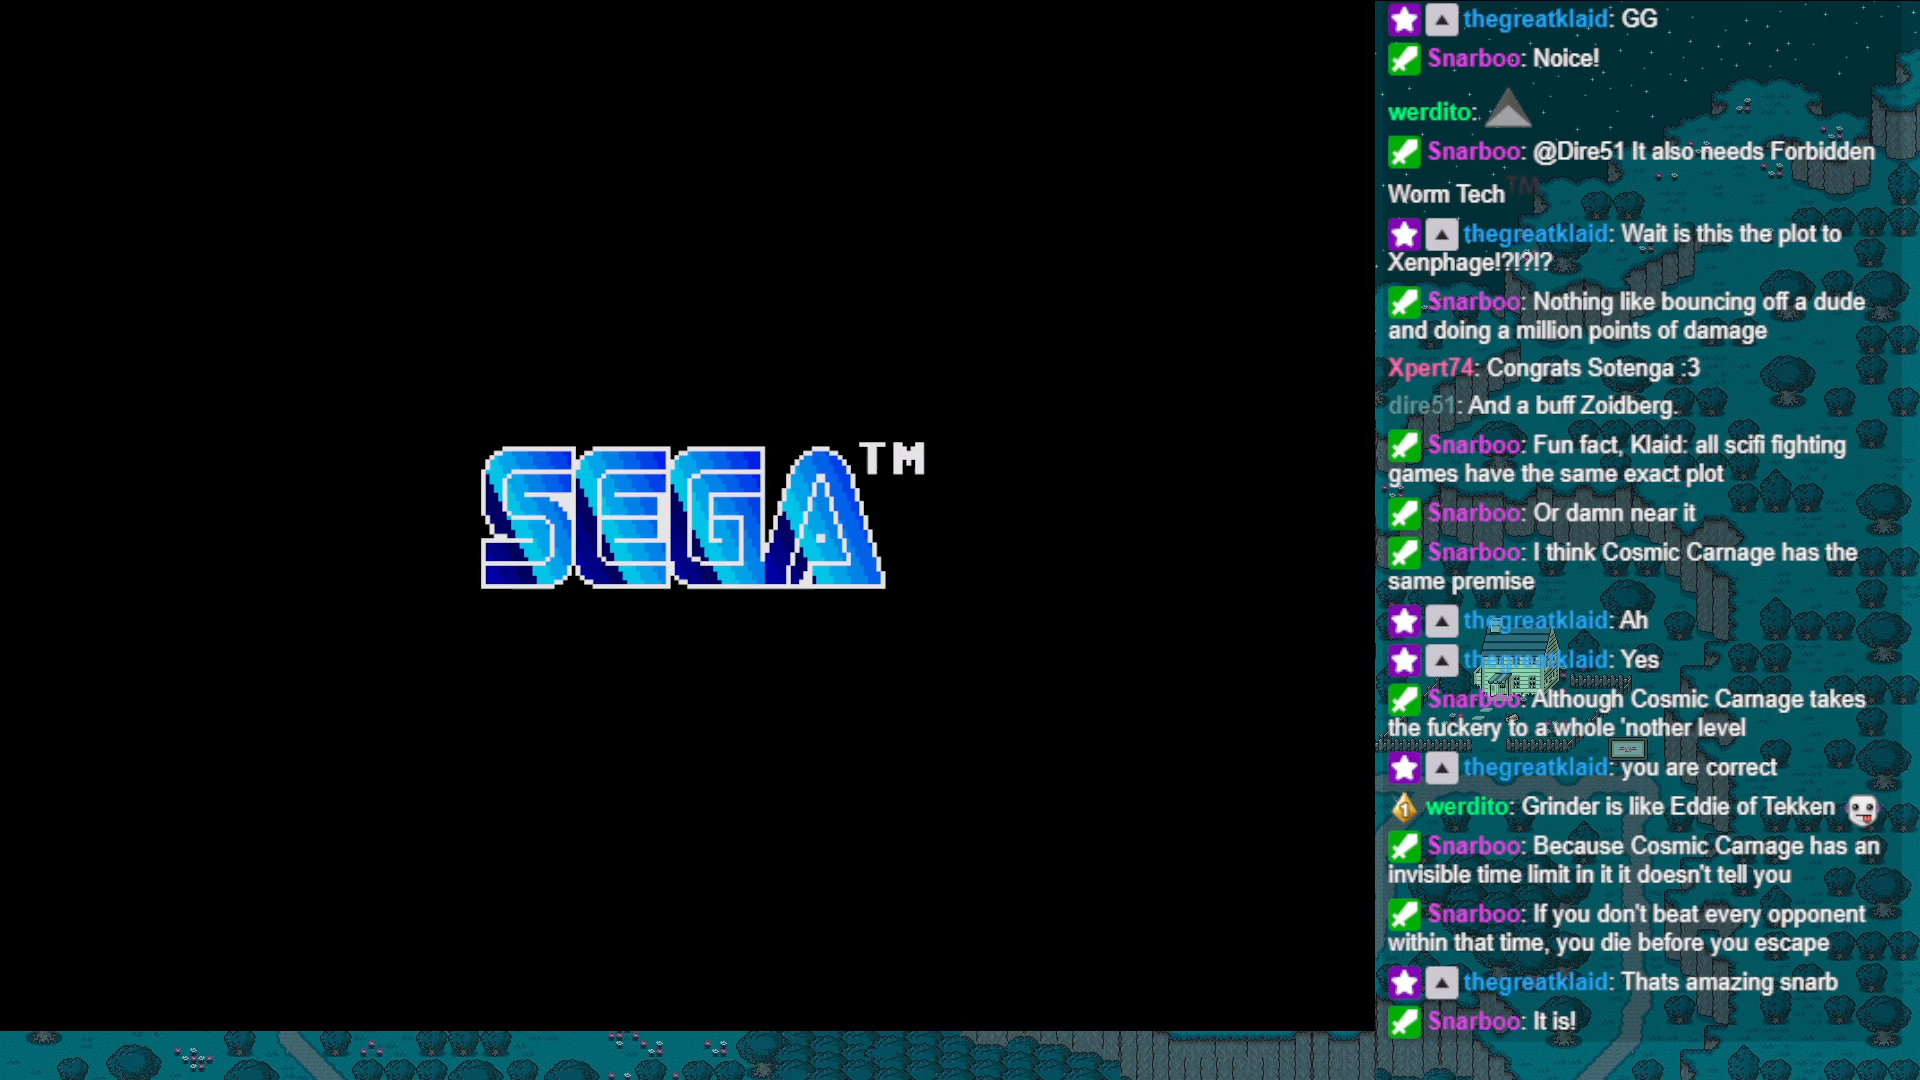 SEGA™
thegreatklaid: GG
Snarboo: Noice!
werdito:
Snarboo: @Dire51 It also needs Forbidden
Worm Tech™
thegreatklaid: Wait is this the plot to
Xenphage!?!?!?
Snarboo: Nothing like bouncing off a dude
and doing a million points of damage
Xpert74: Congrats Sotenga :3
dire51: And a buff Zoidberg.
Snarboo: Fun fact, Klaid: all scifi fighting
games have the same exact plot
Snarboo: Or damn near it
Snarboo: I think Cosmic Carnage has the
same premise
thegreatklaid: Ah
thegreatklaid: Yes
Snarboo: Although Cosmic Carnage takes
the fuckery to a whole 'nother level
thegreatklaid: you are correct
1 werdito: Grinder is like Eddie of Tekken
Snarboo: Because Cosmic Carnage has an
invisible time limit in it it doesn't tell you
Snarboo: If you don't beat every opponent
within that time, you die before you escape
thegreatklaid: Thats amazing snarb
Snarboo: It is!